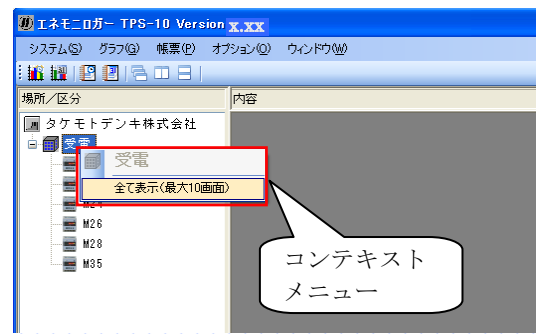 エネモニロガー TPS-10 Version X.XX
システム(S) グラフ(G) 帳票(P) オプション(O) ウィンドウ(W)
場所／区分 内容
タケモトデンキ株式会社
受電
受電
全て表示(最大10画面)
M26
M28
M35
コンテキスト
メニュー